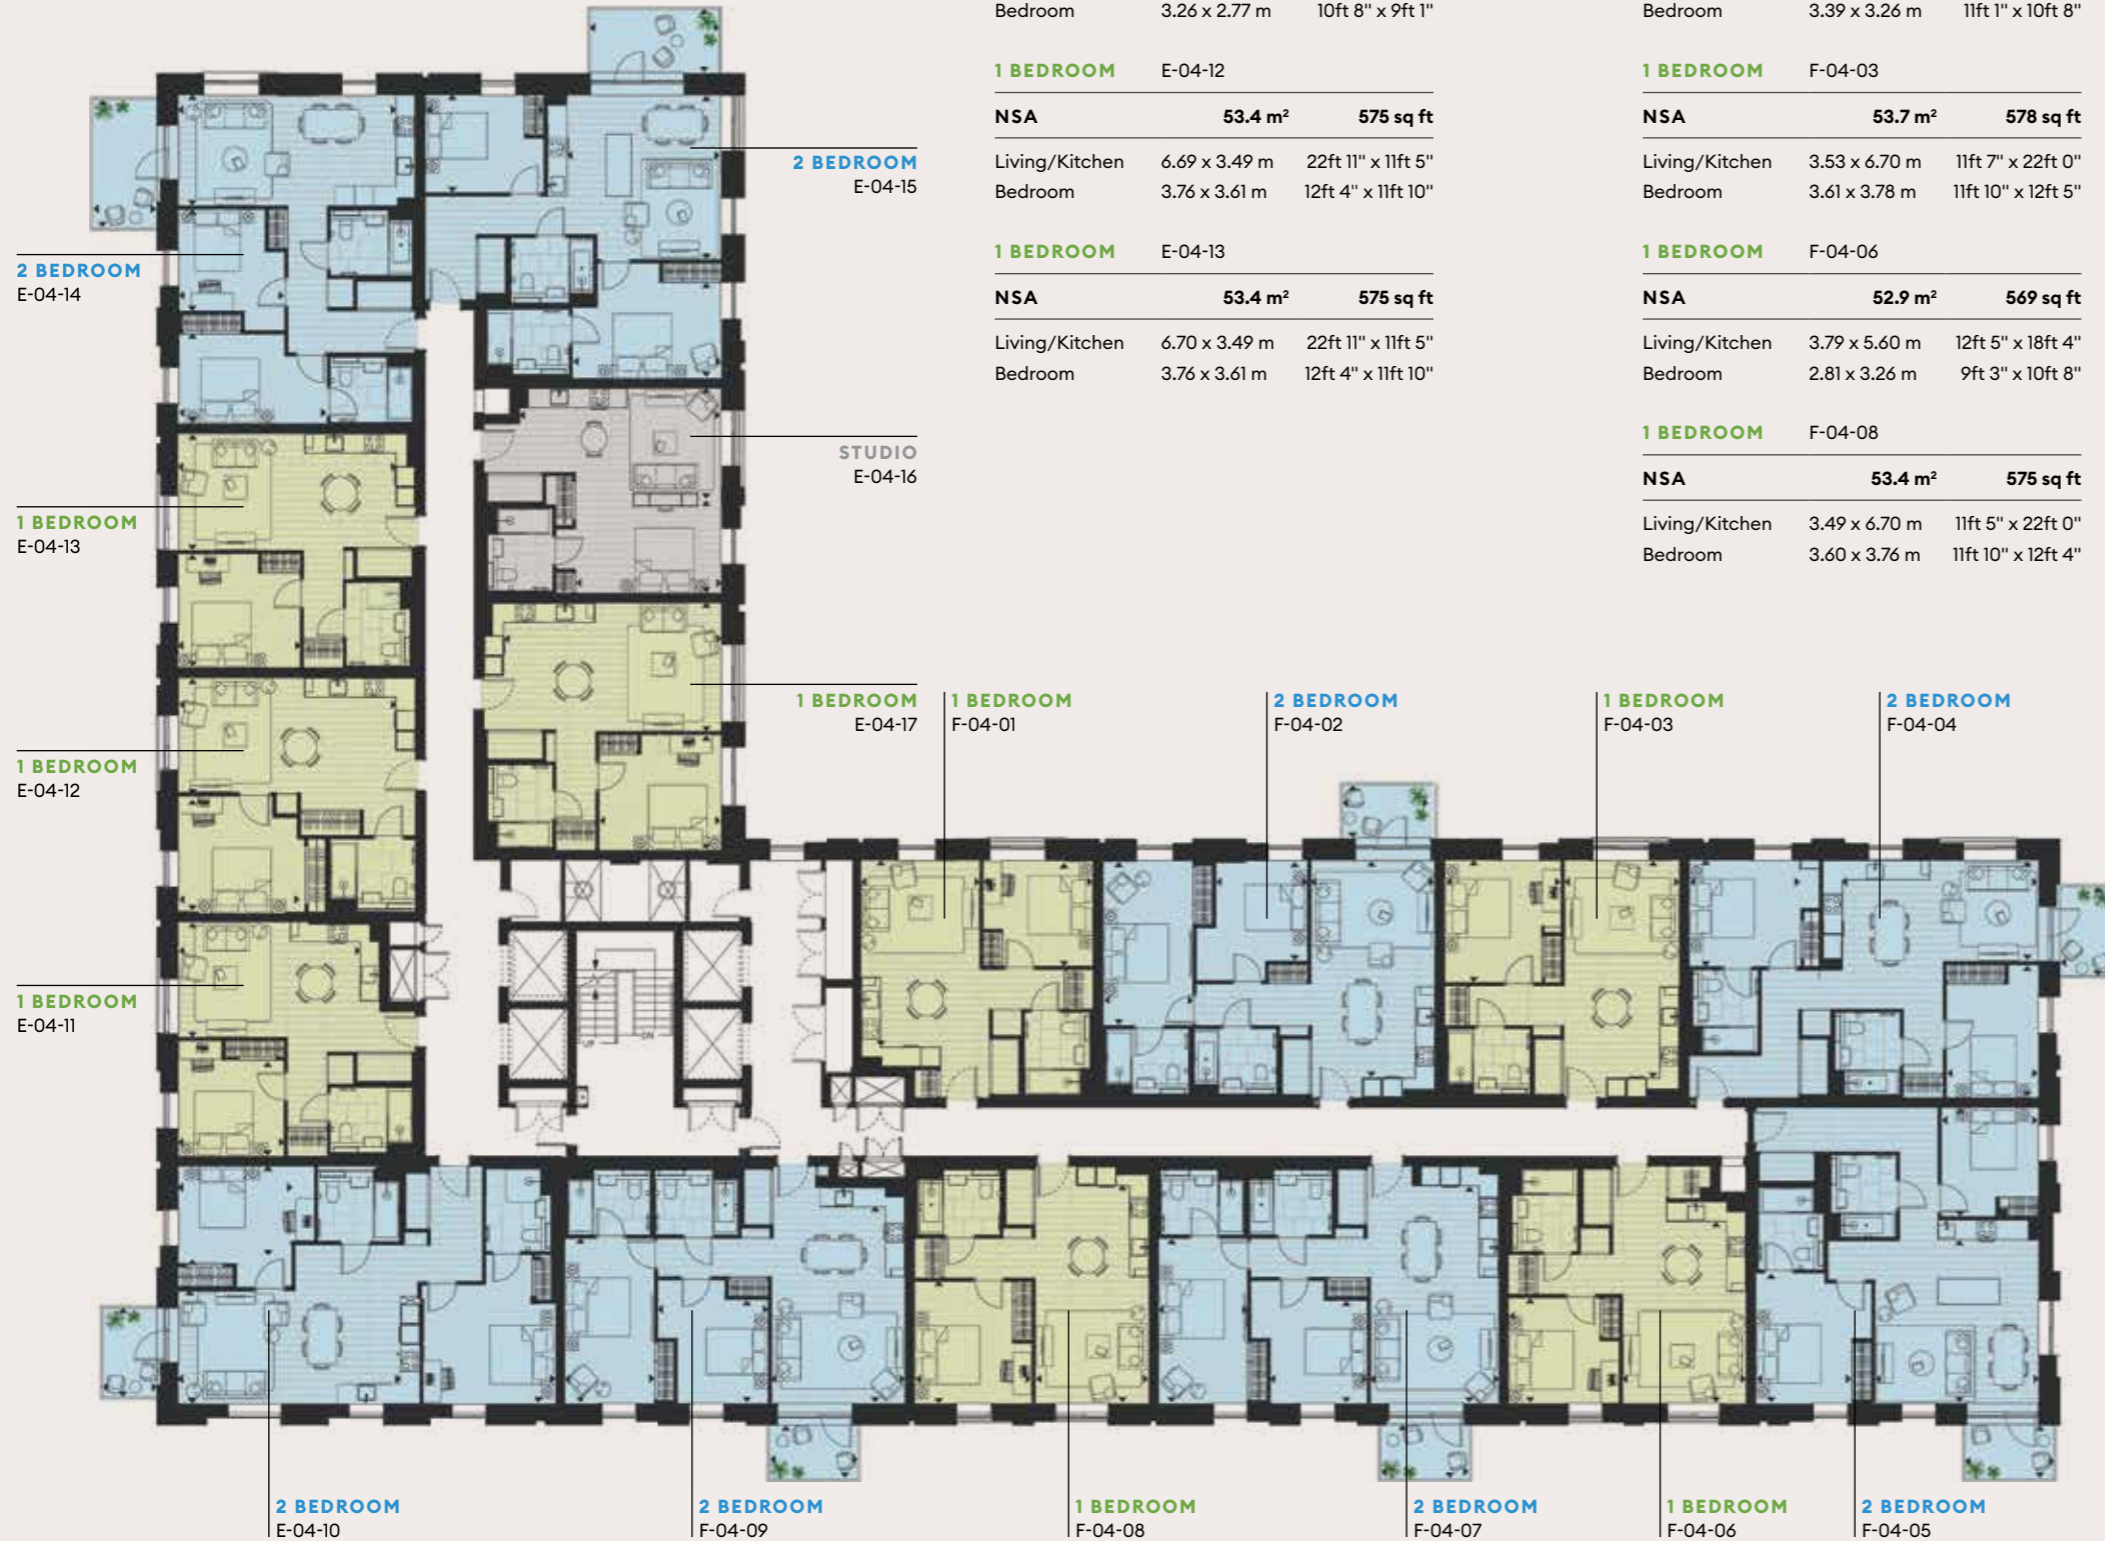 Bedroom 3.26 x 2.77 m 10ft 8" x 9ft 1"
1 BEDROOM E-04-12
NSA 53.4 m² 575 sq ft
Living/Kitchen 6.69 x 3.49 m 22ft 11" x 11ft 5"
Bedroom 3.76 x 3.61 m 12ft 4" x 11ft 10"
1 BEDROOM E-04-13
NSA 53.4 m² 575 sq ft
Living/Kitchen 6.70 x 3.49 m 22ft 11" x 11ft 5"
Bedroom 3.76 x 3.61 m 12ft 4" x 11ft 10"
Bedroom 3.39 x 3.26 m 11ft 1" x 10ft 8"
1 BEDROOM F-04-03
NSA 53.7 m² 578 sq ft
Living/Kitchen 3.53 x 6.70 m 11ft 7" x 22ft 0"
Bedroom 3.61 x 3.78 m 11ft 10" x 12ft 5"
1 BEDROOM F-04-06
NSA 52.9 m² 569 sq ft
Living/Kitchen 3.79 x 5.60 m 12ft 5" x 18ft 4"
Bedroom 2.81 x 3.26 m 9ft 3" x 10ft 8"
1 BEDROOM F-04-08
NSA 53.4 m² 575 sq ft
Living/Kitchen 3.49 x 6.70 m 11ft 5" x 22ft 0"
Bedroom 3.60 x 3.76 m 11ft 10" x 12ft 4"
2 BEDROOM
E-04-15
2 BEDROOM
E-04-14
STUDIO
E-04-16
1 BEDROOM
E-04-13
1 BEDROOM
E-04-17
1 BEDROOM
F-04-01
2 BEDROOM
F-04-02
1 BEDROOM
F-04-03
2 BEDROOM
F-04-04
1 BEDROOM
E-04-12
1 BEDROOM
E-04-11
UP
DN
2 BEDROOM
E-04-10
2 BEDROOM
F-04-09
1 BEDROOM
F-04-08
2 BEDROOM
F-04-07
1 BEDROOM
F-04-06
2 BEDROOM
F-04-05